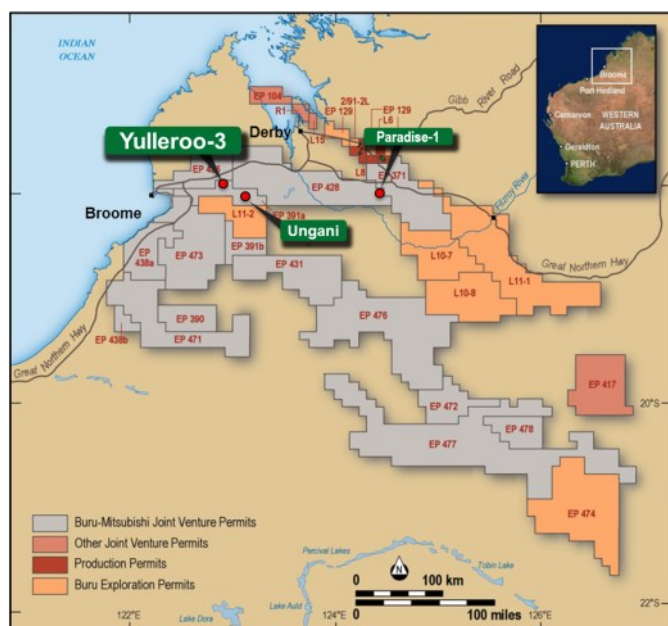 INDIAN
OCEAN
EP 104
R1
2/91-2L
EP 129
EP 129
L6
Gibb River Road
Derby
L15
Yulleroo-3
Paradise-1
L8
EP 371
EP 428
Fitzroy River
Broome
L11-2
EP 391a
Ungani
EP 391b
EP 438a
EP 473
EP 431
L10-7
L11-1
L10-8
Great Northern Hwy
EP 390
EP 476
EP 438b
EP 471
Great Northern Hwy
EP 417
20°S
EP 472
EP 478
EP 477
EP 474
Broome
Port Hedland
Carnarvon
WESTERN
AUSTRALIA
Geraldton
PERTH
Buru-Mitsubishi Joint Venture Permits
Other Joint Venture Permits
Production Permits
Buru Exploration Permits
Percival Lakes
Tobin Lake
N
0 100 km
0 100 miles
Lake Auld
Lake Dora
122°E
124°E
126°E
22°S